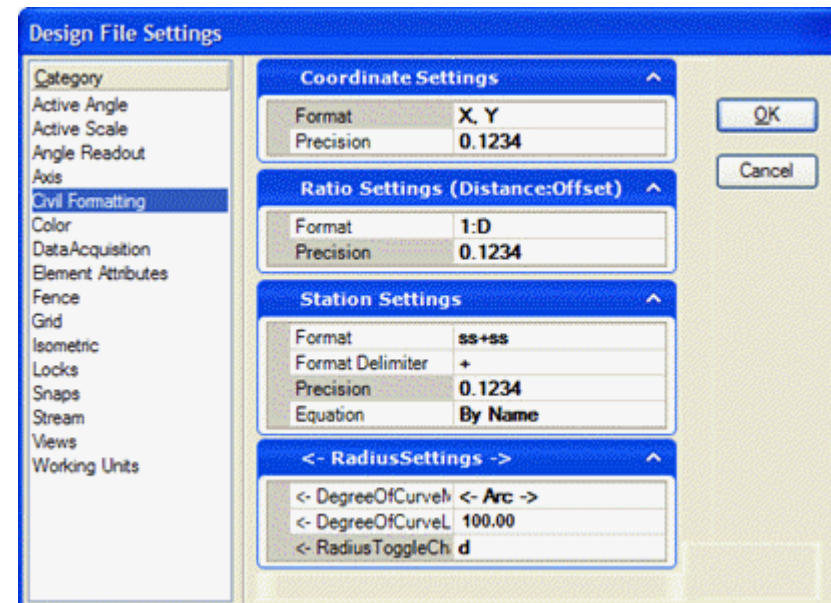 Design File Settings
Category
Active Angle
Active Scale
Angle Readout
Axis
Civil Formatting
Color
DataAcquisition
Element Attributes
Fence
Grid
Isometric
Locks
Snaps
Stream
Views
Working Units
Coordinate Settings
Format X, Y
Precision 0.1234
Ratio Settings (Distance:Offset)
Format 1:D
Precision 0.1234
Station Settings
Format ss+ss
Format Delimiter +
Precision 0.1234
Equation By Name
<- RadiusSettings ->
<- DegreeOfCurveM <- Arc ->
<- DegreeOfCurveL 100.00
<- RadiusToggleCh d
OK
Cancel